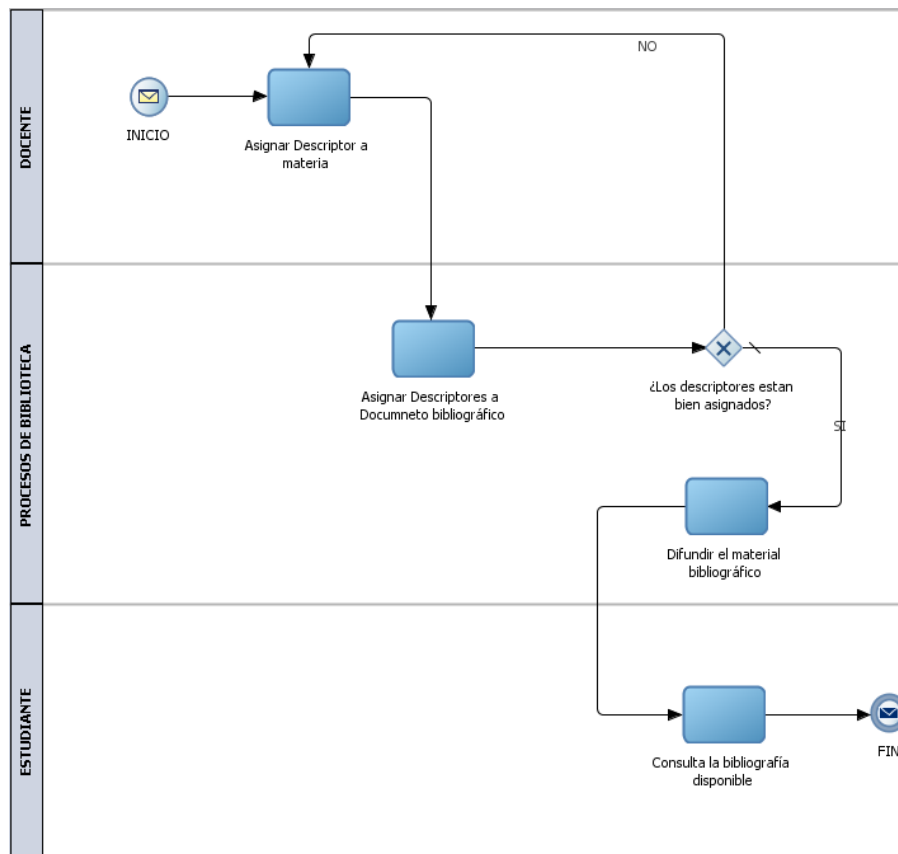 DOCENTE
NO
INICIO
Asignar Descriptor a
materia
PROCESOS DE BIBLIOTECA
Asignar Descriptores a
Documneto bibliográfico
¿Los descriptores estan
bien asignados?
SI
Difundir el material
bibliográfico
ESTUDIANTE
Consulta la bibliografía
disponible
FIN